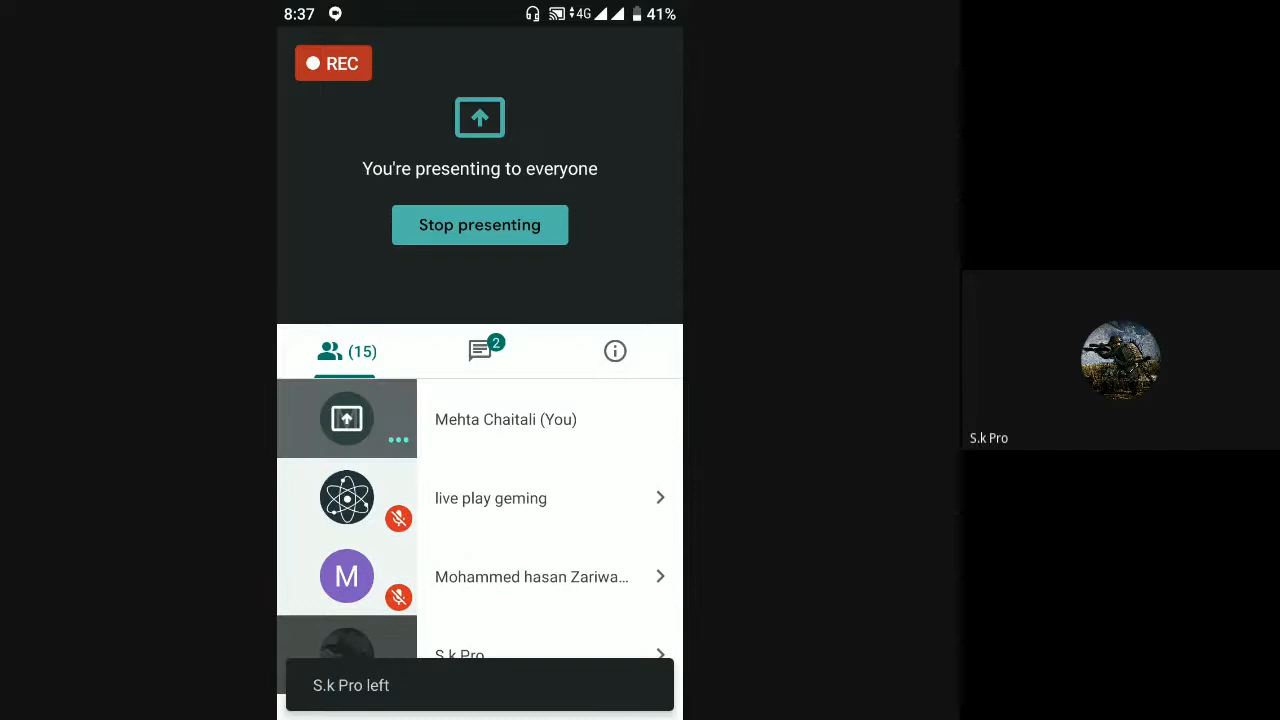 8:37
4G
41%
REC
You're presenting to everyone
Stop presenting
(15)
2
Mehta Chaitali (You)
live play geming
M
Mohammed hasan Zariwa...
S.k Pro
S.k Pro left
S.k Pro